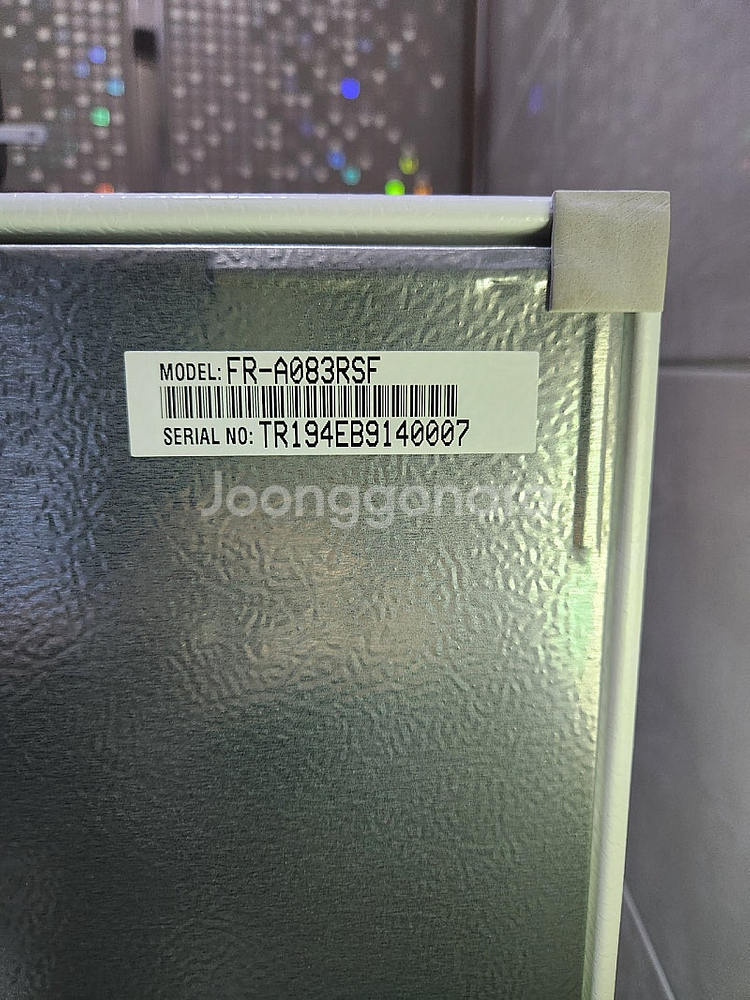 MODEL: FR-A083RSF
SERIAL NO: TR194EB9140007
Joonggonara